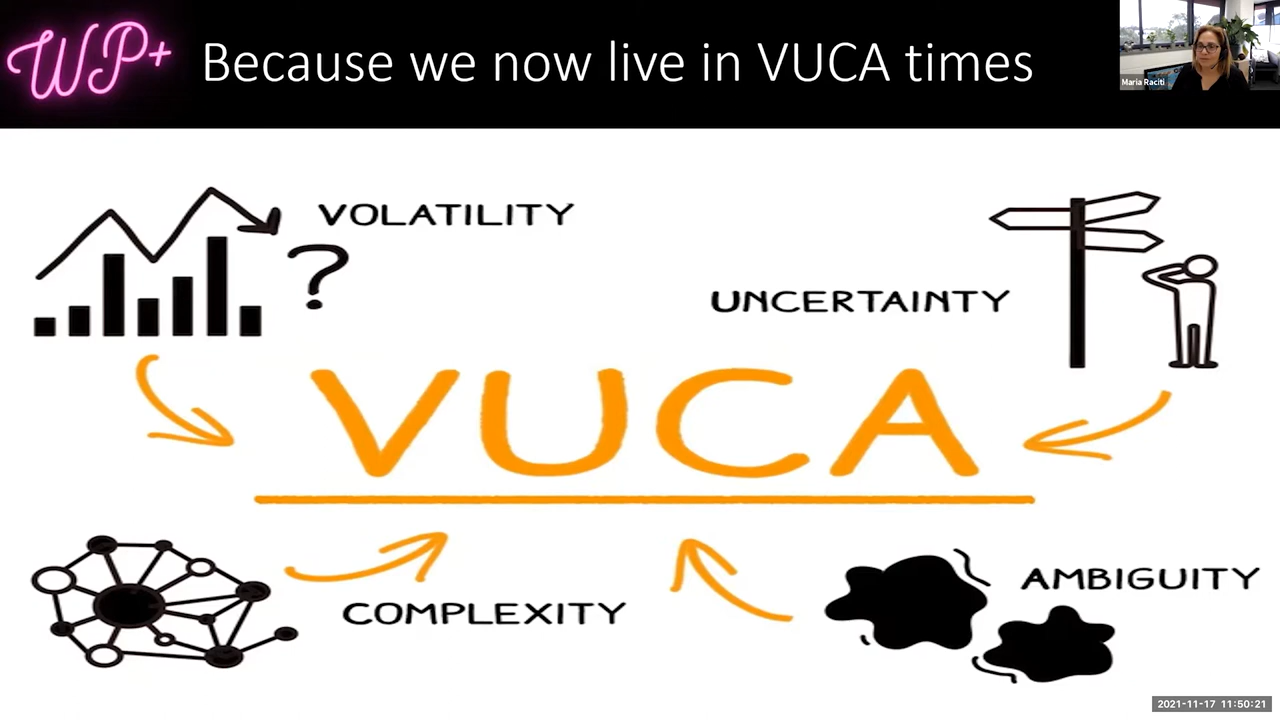 WP+
Because we now live in VUCA times
Maria Raciti
VOLATILITY
?
UNCERTAINTY
VUCA
COMPLEXITY
AMBIGUITY
2021-11-17 11:50:21